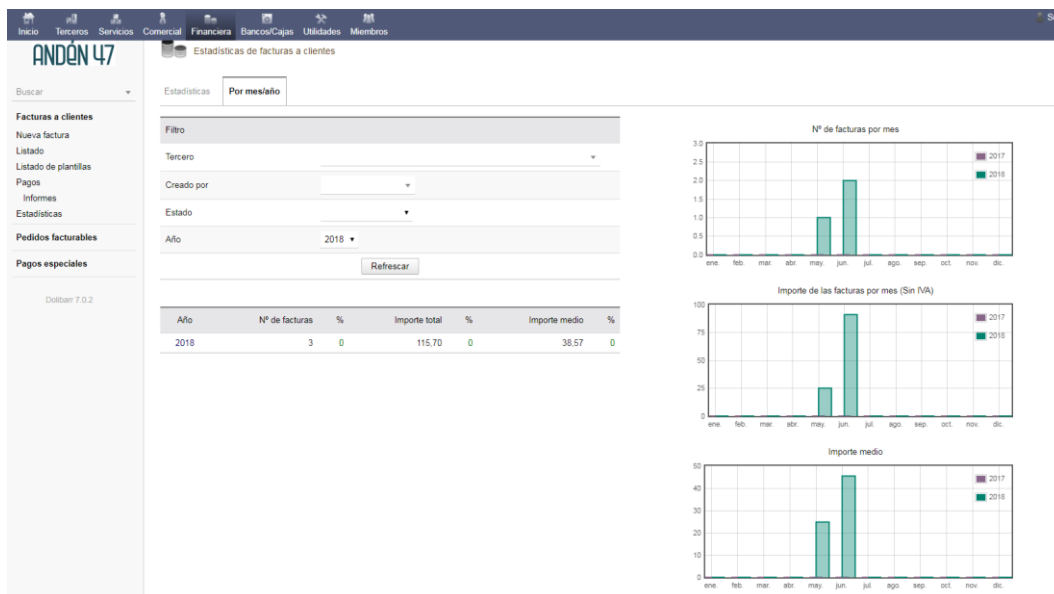 Inicio Terceros Servicios Comercial Financiera Bancos/Cajas Utilidades Miembros
ANDÉN 47
Estadísticas de facturas a clientes
Buscar
Facturas a clientes
Nueva factura
Listado
Listado de plantillas
Pagos
Informes
Estadísticas
Pedidos facturables
Pagos especiales
Dolibarr 7.0.2
Estadísticas Por mes/año
Filtro
Tercero
Creado por
Estado
Año 2018
Refrescar
Año Nº de facturas % Importe total % Importe medio %
2018 3 0 115,70 0 38,57 0
Nº de facturas por mes
3.0
2.5
2.0
1.5
1.0
0.5
0.0
2017
2018
ene. feb. mar. abr. may. jun. jul. ago. sep. oct. nov. dic.
Importe de las facturas por mes (Sin IVA)
100
75
50
25
0
2017
2018
ene. feb. mar. abr. may. jun. jul. ago. sep. oct. nov. dic.
Importe medio
50
40
30
20
10
0
2017
2018
ene. feb. mar. abr. may. jun. jul. ago. sep. oct. nov. dic.